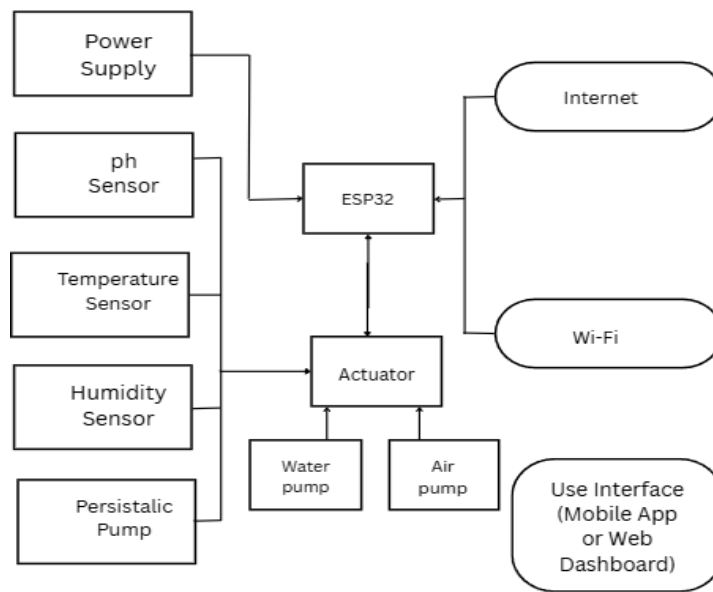 Power
Supply
ph
Sensor
Temperature
Sensor
Humidity
Sensor
Persistalic
Pump
ESP32
Actuator
Water
pump
Air
pump
Internet
Wi-Fi
Use Interface
(Mobile App
or Web
Dashboard)